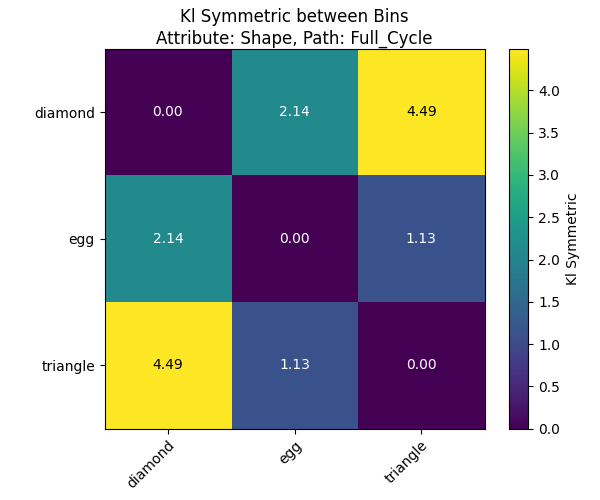 Kl Symmetric between Bins
Attribute: Shape, Path: Full_Cycle
diamond
0.00
2.14
4.49
egg
2.14
0.00
1.13
triangle
4.49
1.13
0.00
diamond
egg
triangle
4.0
3.5
3.0
2.5
2.0
1.5
1.0
0.5
0.0
Kl Symmetric